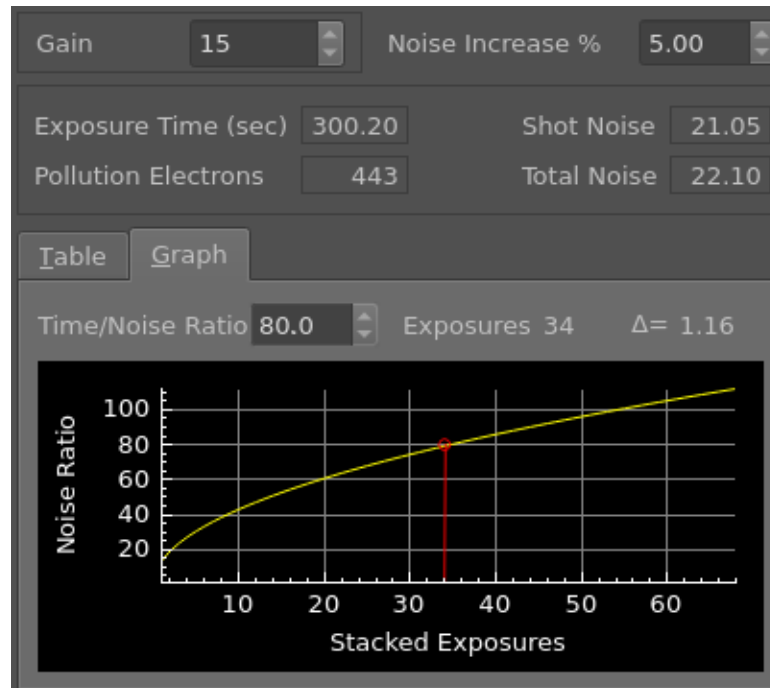 Gain 15 Noise Increase % 5.00
Exposure Time (sec) 300.20 Shot Noise 21.05
Pollution Electrons 443 Total Noise 22.10
Table Graph
Time/Noise Ratio 80.0 Exposures 34 Δ= 1.16
Noise Ratio
100
80
60
40
20
10 20 30 40 50 60
Stacked Exposures